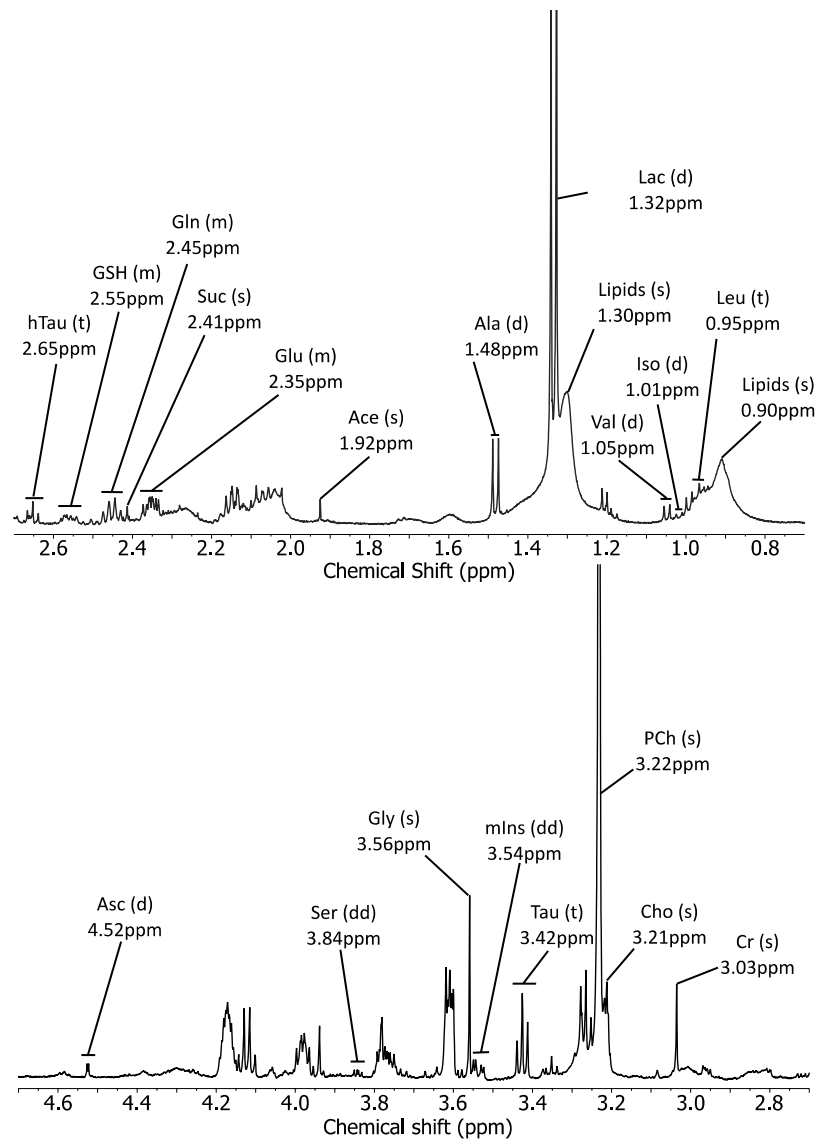 Lac (d)
1.32ppm
Gln (m)
2.45ppm
GSH (m)
2.55ppm
Suc (s)
2.41ppm
Lipids (s)
1.30ppm
Leu (t)
0.95ppm
hTau (t)
2.65ppm
Ala (d)
1.48ppm
Glu (m)
2.35ppm
Iso (d)
1.01ppm
Lipids (s)
0.90ppm
Ace (s)
1.92ppm
Val (d)
1.05ppm
2.6 2.4 2.2 2.0 1.8 1.6 1.4 1.2 1.0 0.8
Chemical Shift (ppm)
PCh (s)
3.22ppm
Gly (s)
3.56ppm
mIns (dd)
3.54ppm
Asc (d)
4.52ppm
Ser (dd)
3.84ppm
Tau (t)
3.42ppm
Cho (s)
3.21ppm
Cr (s)
3.03ppm
4.6 4.4 4.2 4.0 3.8 3.6 3.4 3.2 3.0 2.8
Chemical shift (ppm)